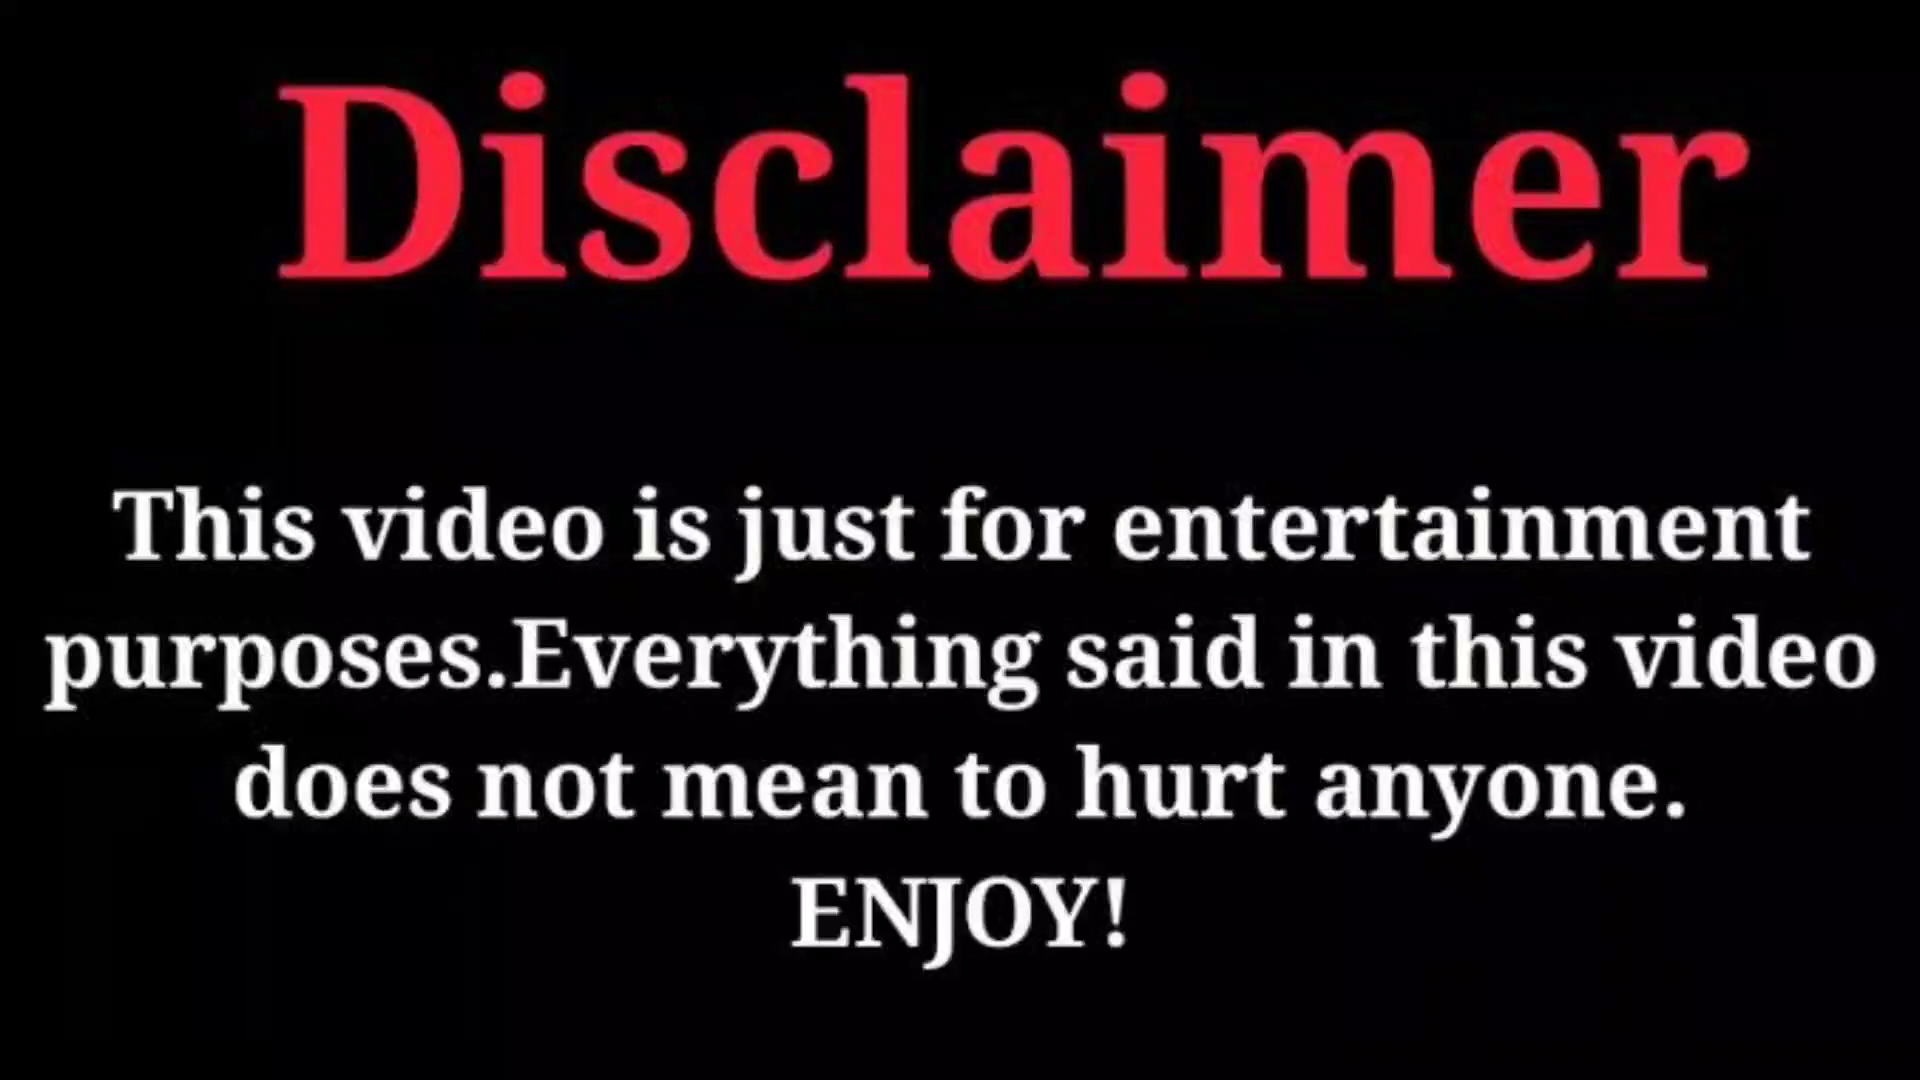 Disclaimer
This video is just for entertainment
purposes.Everything said in this video
does not mean to hurt anyone.
ENJOY!